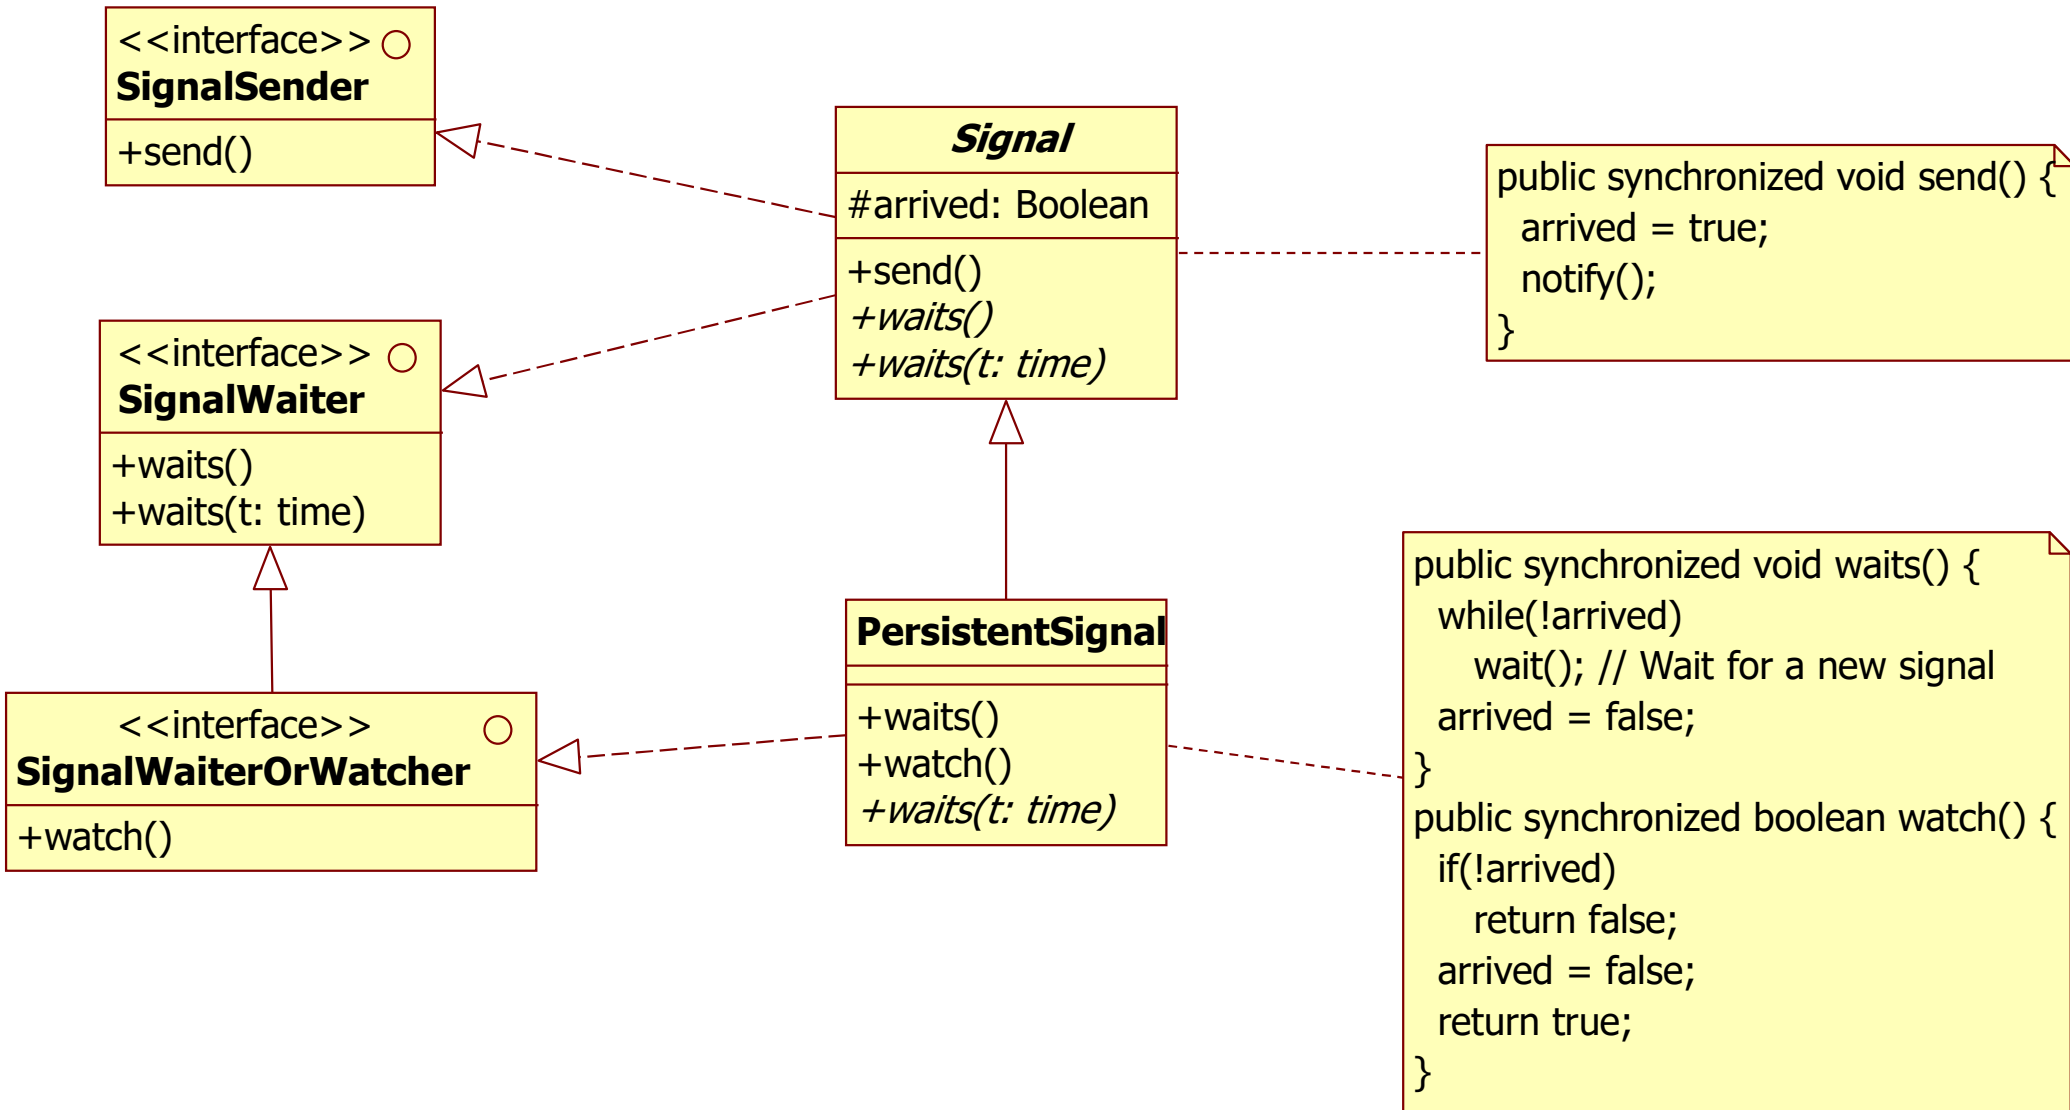 <<interface>>
SignalSender
+send()
<<interface>>
SignalWaiter
+waits()
+waits(t: time)
<<interface>>
SignalWaiterOrWatcher
+watch()
Signal
#arrived: Boolean
+send()
+waits()
+waits(t: time)
PersistentSignal
+waits()
+watch()
+waits(t: time)
public synchronized void send() {
arrived = true;
notify();
}
public synchronized void waits() {
while(!arrived)
wait(); // Wait for a new signal
arrived = false;
}
public synchronized boolean watch() {
if(!arrived)
return false;
arrived = false;
return true;
}